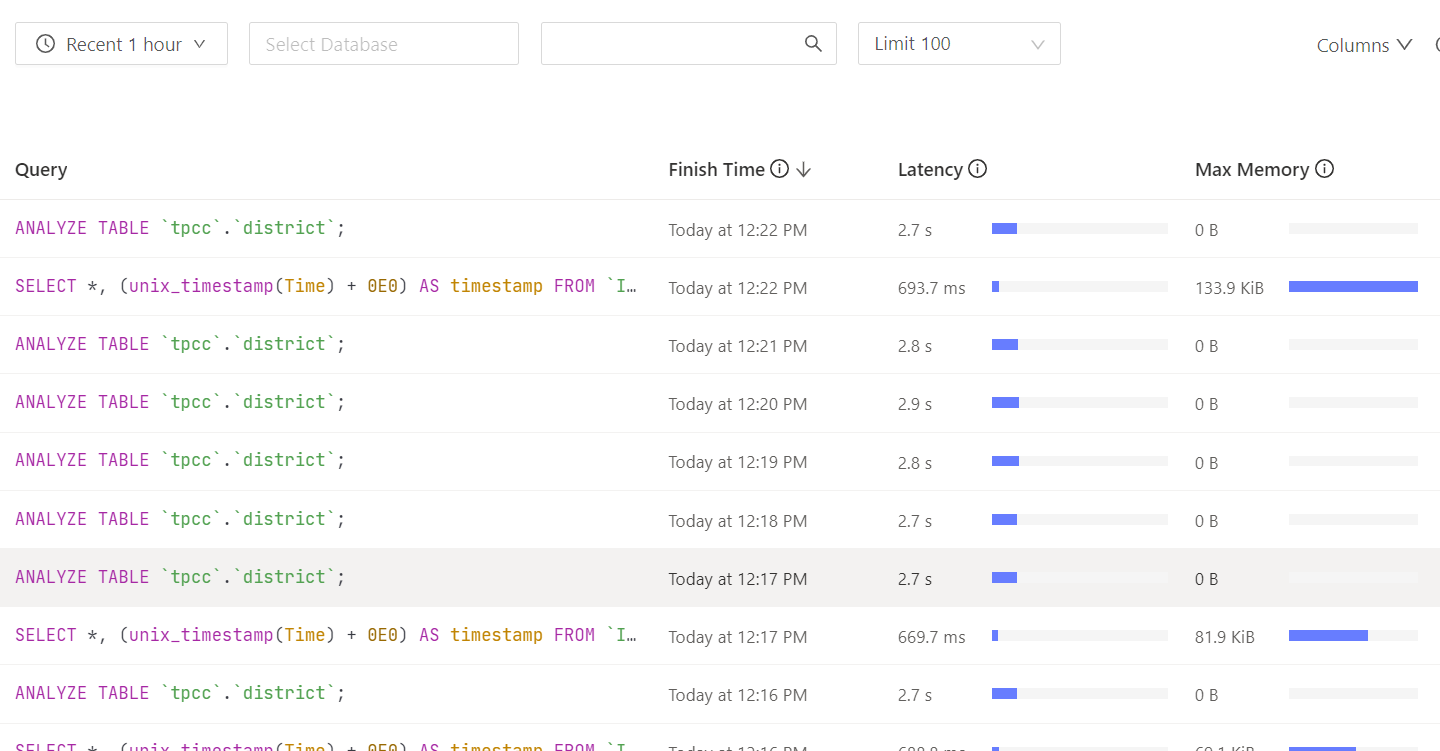 Recent 1 hour Select Database Limit 100 Columns
Query Finish Time Latency Max Memory
ANALYZE TABLE `tpcc`.`district`; Today at 12:22 PM 2.7 s 0 B
SELECT *, (unix_timestamp(Time) + 0E0) AS timestamp FROM `I… Today at 12:22 PM 693.7 ms 133.9 KiB
ANALYZE TABLE `tpcc`.`district`; Today at 12:21 PM 2.8 s 0 B
ANALYZE TABLE `tpcc`.`district`; Today at 12:20 PM 2.9 s 0 B
ANALYZE TABLE `tpcc`.`district`; Today at 12:19 PM 2.8 s 0 B
ANALYZE TABLE `tpcc`.`district`; Today at 12:18 PM 2.7 s 0 B
ANALYZE TABLE `tpcc`.`district`; Today at 12:17 PM 2.7 s 0 B
SELECT *, (unix_timestamp(Time) + 0E0) AS timestamp FROM `I… Today at 12:17 PM 669.7 ms 81.9 KiB
ANALYZE TABLE `tpcc`.`district`; Today at 12:16 PM 2.7 s 0 B
SELECT *, (unix_timestamp(Time) + 0E0) AS timestamp FROM `I… Today at 12:16 PM ms KiB